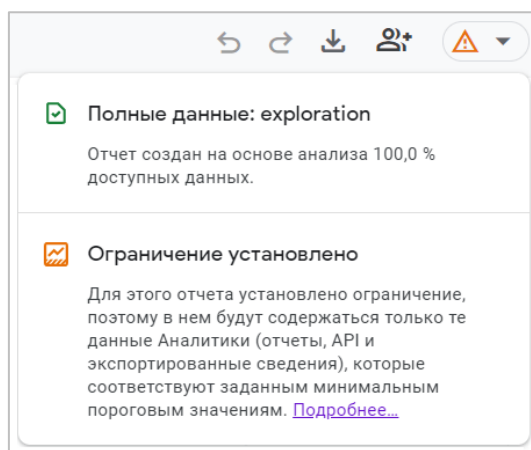 Полные данные: exploration
Отчет создан на основе анализа 100,0 %
доступных данных.
Ограничение установлено
Для этого отчета установлено ограничение,
поэтому в нем будут содержаться только те
данные Аналитики (отчеты, API и
экспортированные сведения), которые
соответствуют заданным минимальным
пороговым значениям. Подробнее…